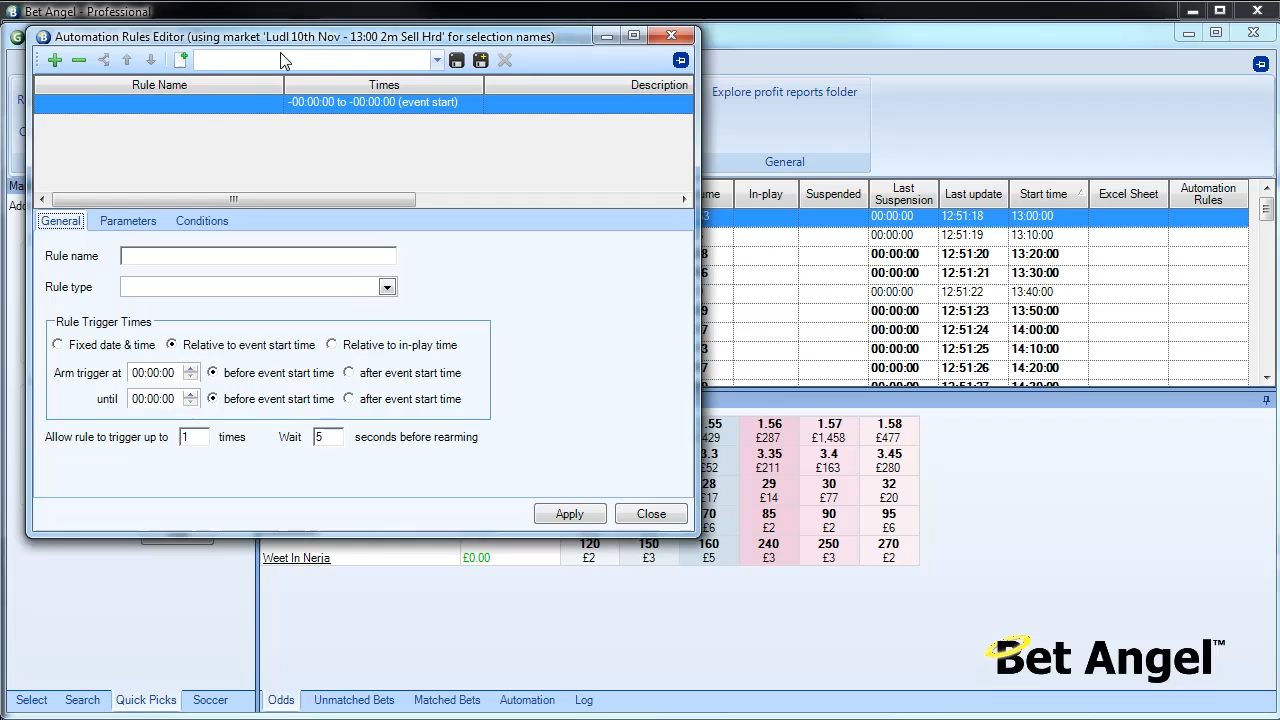 Bet Angel - Professional
Automation Rules Editor (using market 'Ludl 10th Nov - 13:00 2m Sell Hrd' for selection names)
Rule Name Times Description
-00:00:00 to -00:00:00 (event start)
General Parameters Conditions
Rule name
Rule type
Rule Trigger Times
Fixed date & time Relative to event start time Relative to in-play time
Arm trigger at 00:00:00 before event start time after event start time
until 00:00:00 before event start time after event start time
Allow rule to trigger up to 1 times Wait 5 seconds before rearming
Apply Close
Explore profit reports folder
General
In-play Suspended Last Suspension Last update Start time Excel Sheet Automation Rules
00:00:00 12:51:18 13:00:00
00:00:00 12:51:19 13:10:00
00:00:00 12:51:20 13:20:00
00:00:00 12:51:21 13:30:00
00:00:00 12:51:22 13:40:00
00:00:00 12:51:23 13:50:00
00:00:00 12:51:24 14:00:00
00:00:00 12:51:25 14:10:00
00:00:00 12:51:26 14:20:00
.55 1.56 1.57 1.58
429 £287 £1,458 £477
3.3 3.35 3.4 3.45
£52 £211 £163 £280
28 29 30 32
£17 £14 £77 £20
70 85 90 95
£6 £2 £2 £6
120 150 160 240 250 270
Weet In Nerja £0.00 £2 £3 £5 £3 £3 £2
Bet Angel™
Select Search Quick Picks Soccer Odds Unmatched Bets Matched Bets Automation Log